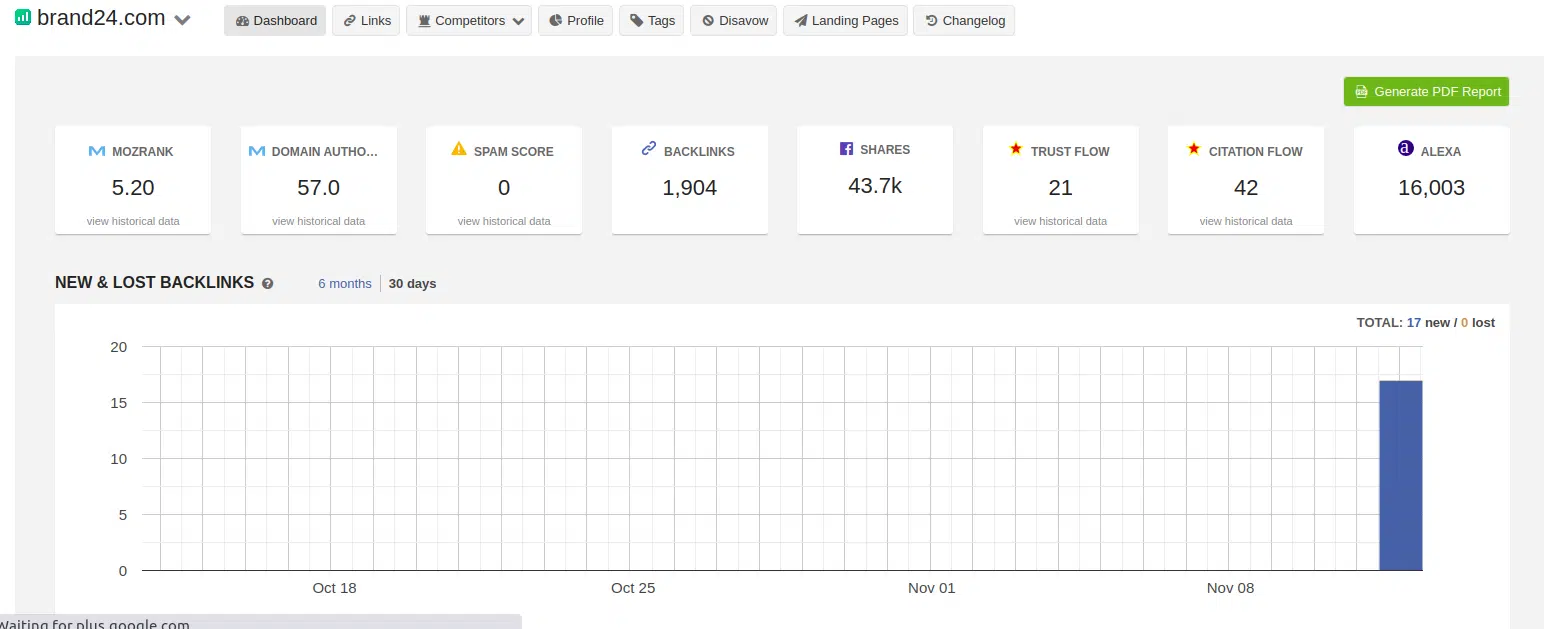 brand24.com
Dashboard Links Competitors Profile Tags Disavow Landing Pages Changelog
Generate PDF Report
MOZRANK DOMAIN AUTHO... SPAM SCORE BACKLINKS SHARES TRUST FLOW CITATION FLOW a ALEXA
5.20 57.0 0 1,904 43.7k 21 42 16,003
view historical data view historical data view historical data view historical data view historical data
NEW & LOST BACKLINKS ? 6 months 30 days
TOTAL: 17 new / 0 lost
20
15
10
5
0
Oct 18 Oct 25 Nov 01 Nov 08
Waiting for plus.google.com